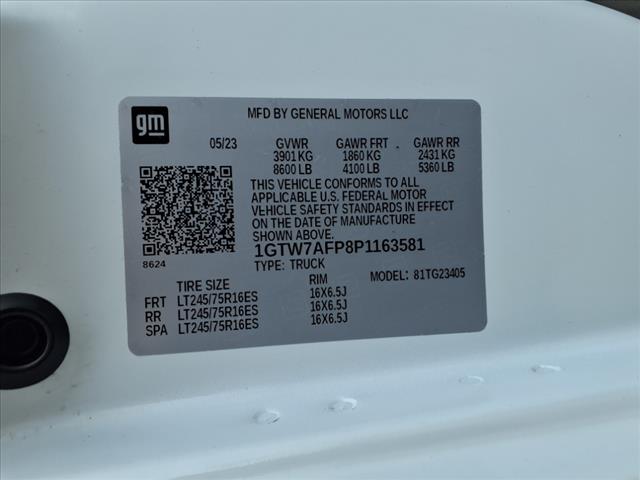 gm
MFD BY GENERAL MOTORS LLC
05/23 GVWR GAWR FRT GAWR RR
3901 KG 1860 KG 2431 KG
8600 LB 4100 LB 5360 LB
THIS VEHICLE CONFORMS TO ALL
APPLICABLE U.S. FEDERAL MOTOR
VEHICLE SAFETY STANDARDS IN EFFECT
ON THE DATE OF MANUFACTURE
SHOWN ABOVE.
8624
1GTW7AFP8P1163581
TYPE: TRUCK
MODEL: 81TG23405
TIRE SIZE RIM
FRT LT245/75R16ES 16X6.5J
RR LT245/75R16ES 16X6.5J
SPA LT245/75R16ES 16X6.5J